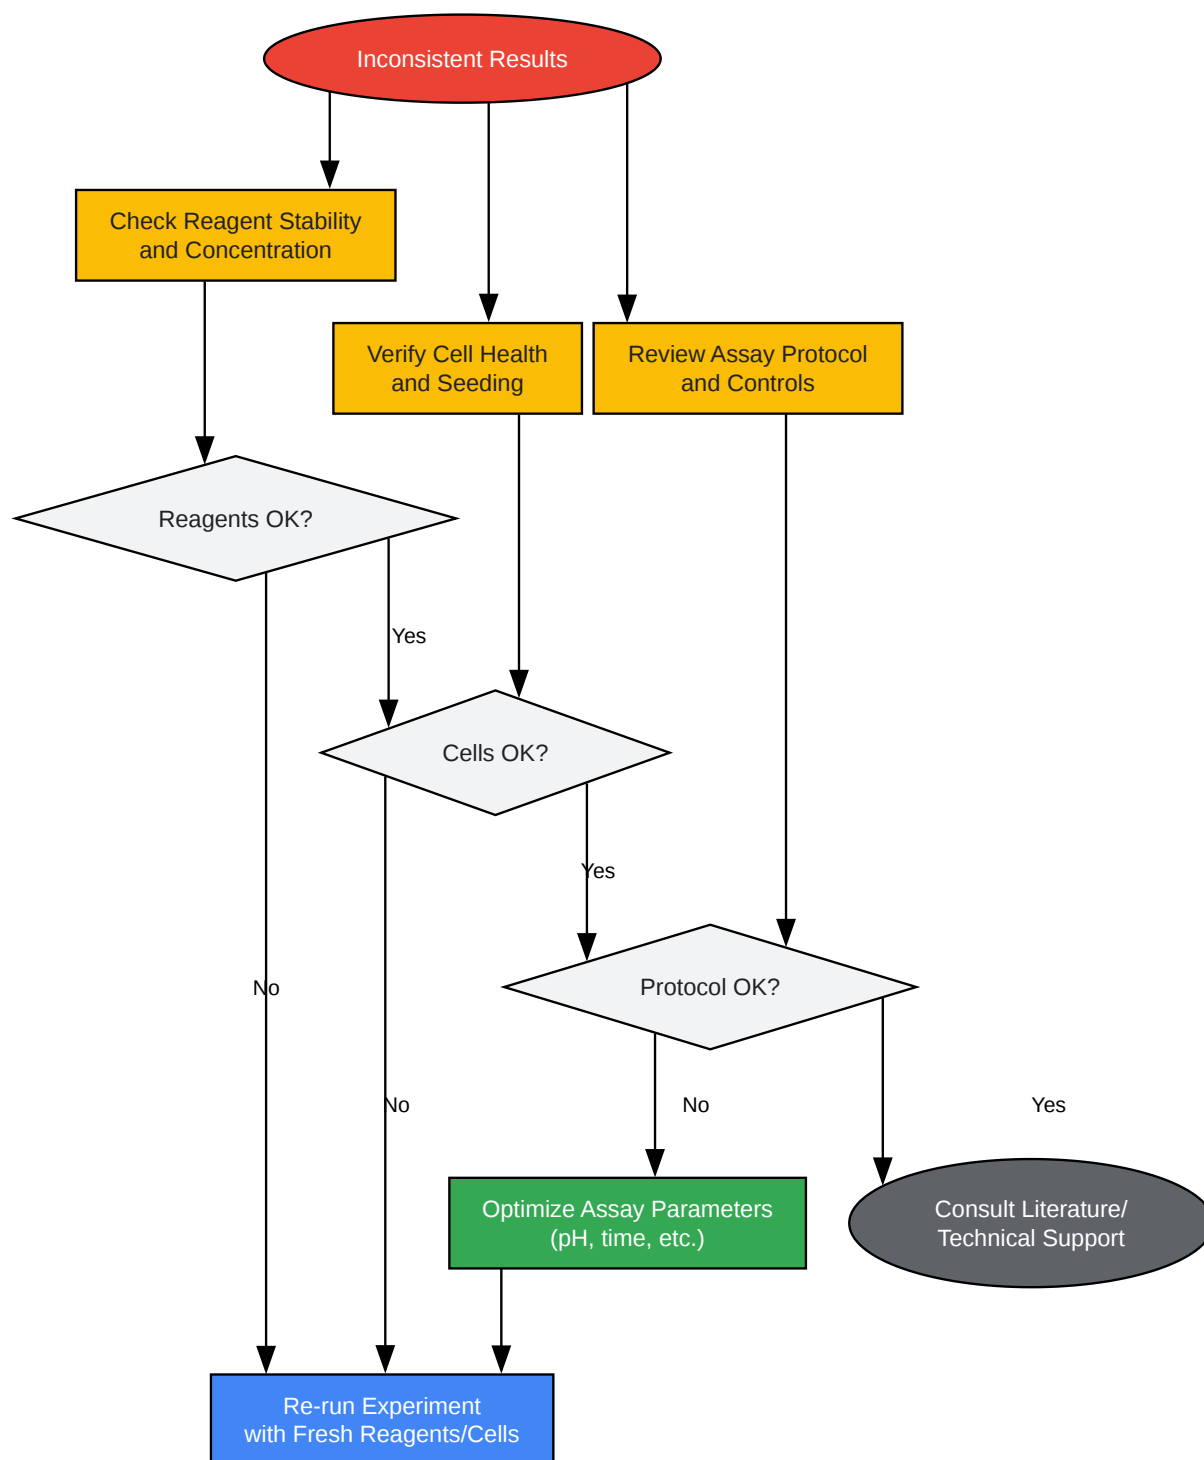 Inconsistent Results
Check Reagent Stability
and Concentration
Verify Cell Health
and Seeding
Review Assay Protocol
and Controls
Reagents OK?
Yes
Cells OK?
Yes
Protocol OK?
No
No
No
Yes
Optimize Assay Parameters
(pH, time, etc.)
Consult Literature/
Technical Support
Re-run Experiment
with Fresh Reagents/Cells